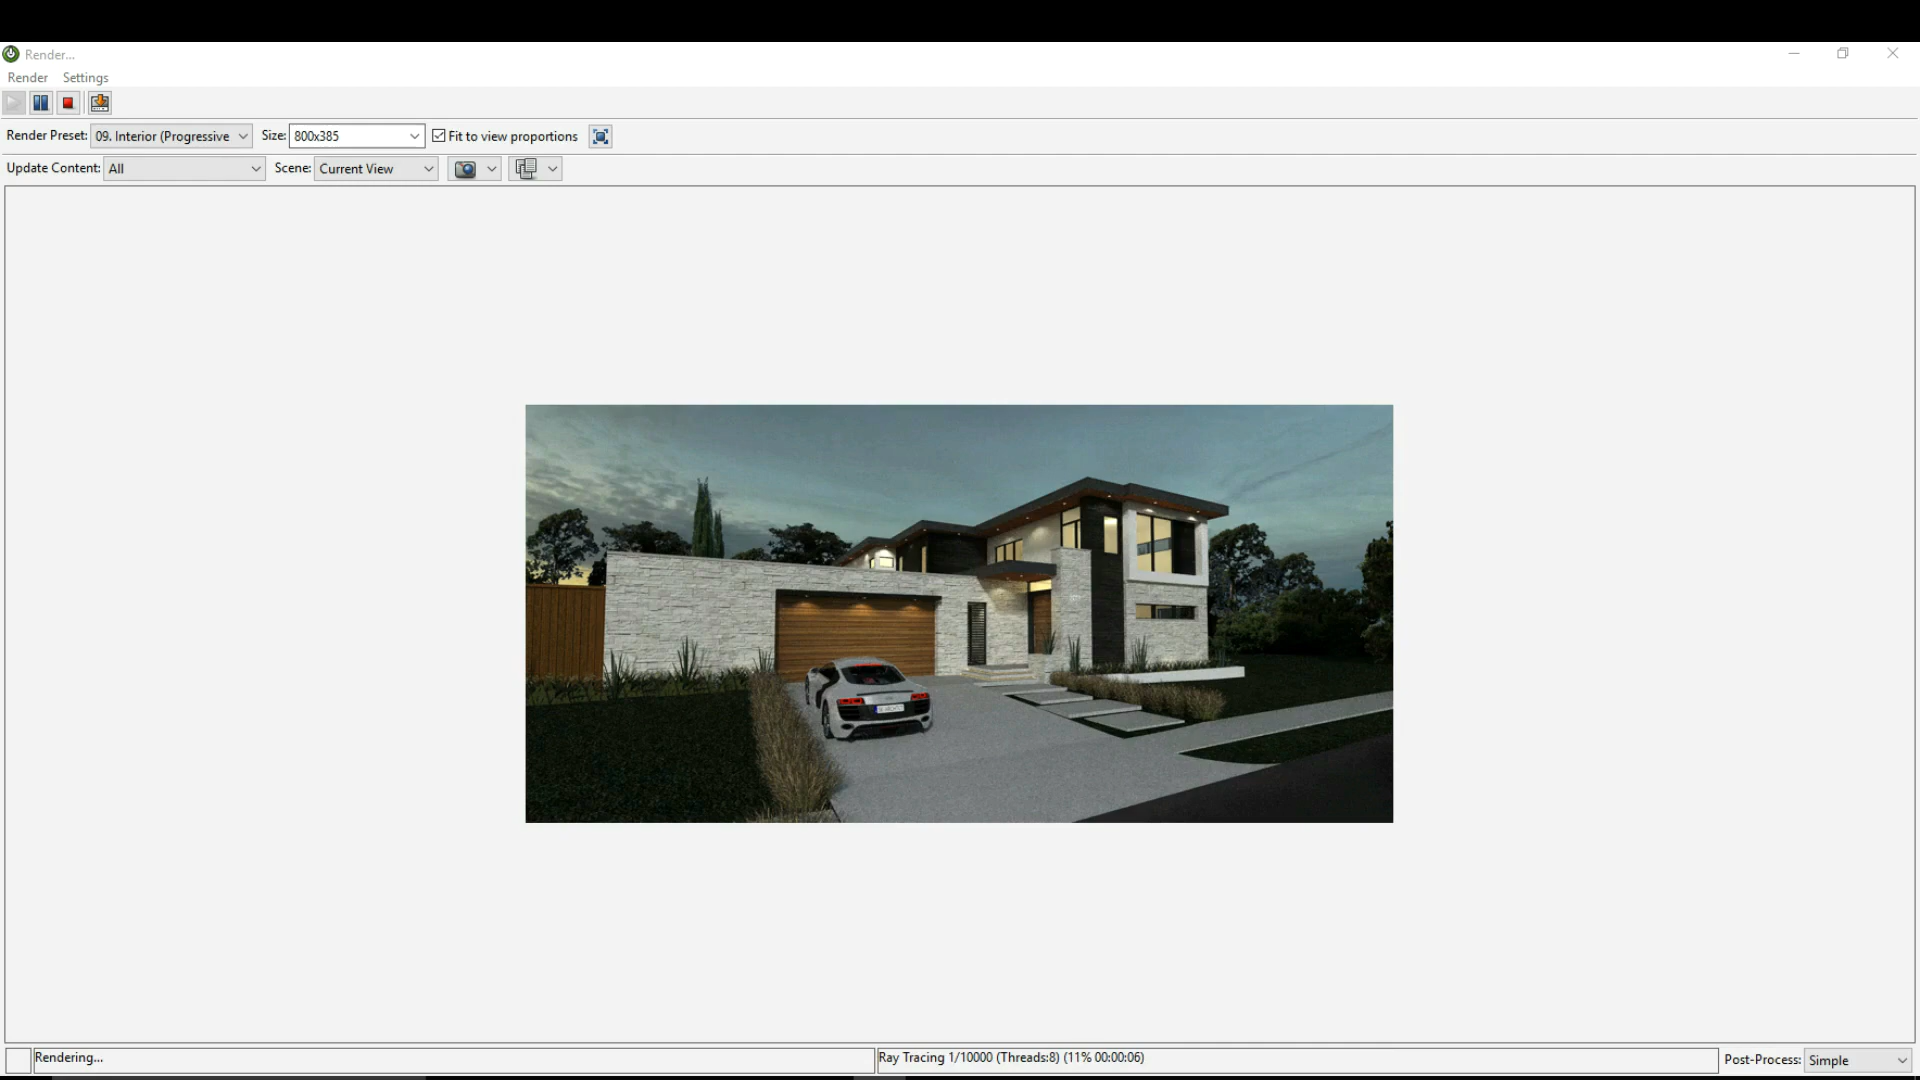 Render...
Render Settings
Render Preset: 09. Interior (Progressive Size: 800x385 Fit to view proportions
Update Content: All Scene: Current View
Rendering... Ray Tracing 1/10000 (Threads:8) (11% 00:00:06) Post-Process: Simple